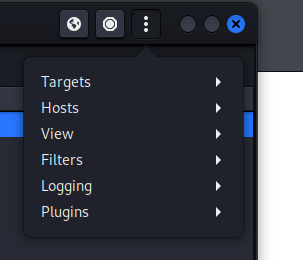 Targets
Hosts
View
Filters
Logging
Plugins